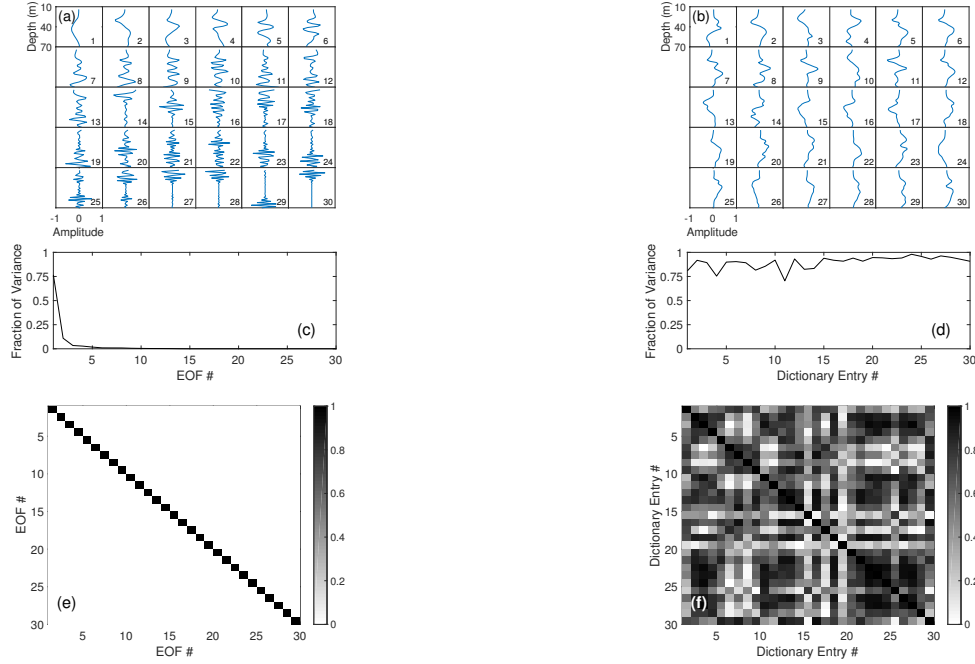 (a)
Depth (m)
10
40
70
1 2 3 4 5 6
7 8 9 10 11 12
13 14 15 16 17 18
19 20 21 22 23 24
25 26 27 28 29 30
-1 0 1
Amplitude
(b)
Depth (m)
10
40
70
1 2 3 4 5 6
7 8 9 10 11 12
13 14 15 16 17 18
19 20 21 22 23 24
25 26 27 28 29 30
-1 0 1
Amplitude
Fraction of Variance
1
0.75
0.5
0.25
0
(c)
5 10 15 20 25 30
EOF #
Fraction of Variance
1
0.75
0.5
0.25
0
(d)
5 10 15 20 25 30
Dictionary Entry #
EOF #
5
10
15
20
25
30
(e)
5 10 15 20 25 30
EOF #
1
0.8
0.6
0.4
0.2
0
Dictionary Entry #
5
10
15
20
25
30
(f)
5 10 15 20 25 30
Dictionary Entry #
1
0.8
0.6
0.4
0.2
0